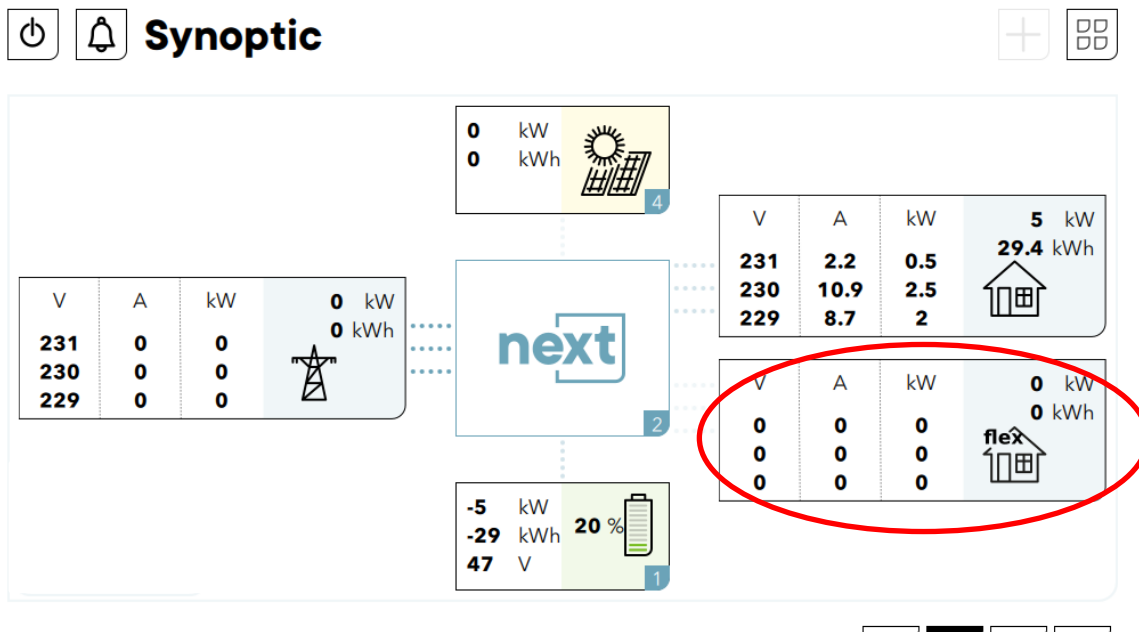 Synoptic
0 kW
0 kWh
4
V A kW 5 kW
29.4 kWh
231 2.2 0.5
230 10.9 2.5
229 8.7 2
V A kW 0 kW
0 kWh
231 0 0
230 0 0
229 0 0
next
2
V A kW 0 kW
0 kWh
0 0 0
flex
0 0 0
0 0 0
-5 kW
-29 kWh
20 %
47 V
1